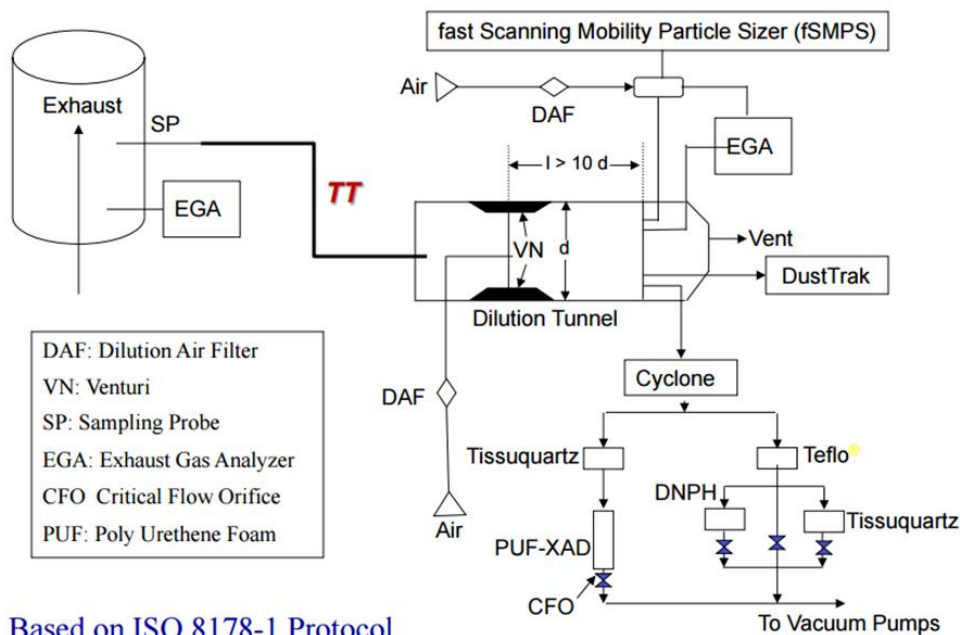 fast Scanning Mobility Particle Sizer (fSMPS)
Air
DAF
Exhaust
SP
EGA
EGA
TT
l > 10 d
VN
d
Vent
DustTrak
Dilution Tunnel
DAF: Dilution Air Filter
VN: Venturi
SP: Sampling Probe
EGA: Exhaust Gas Analyzer
CFO Critical Flow Orifice
PUF: Poly Urethene Foam
DAF
Air
Cyclone
Tissuquartz
Teflo
DNPH
Tissuquartz
PUF-XAD
CFO
To Vacuum Pumps
Based on ISO 8178-1 Protocol